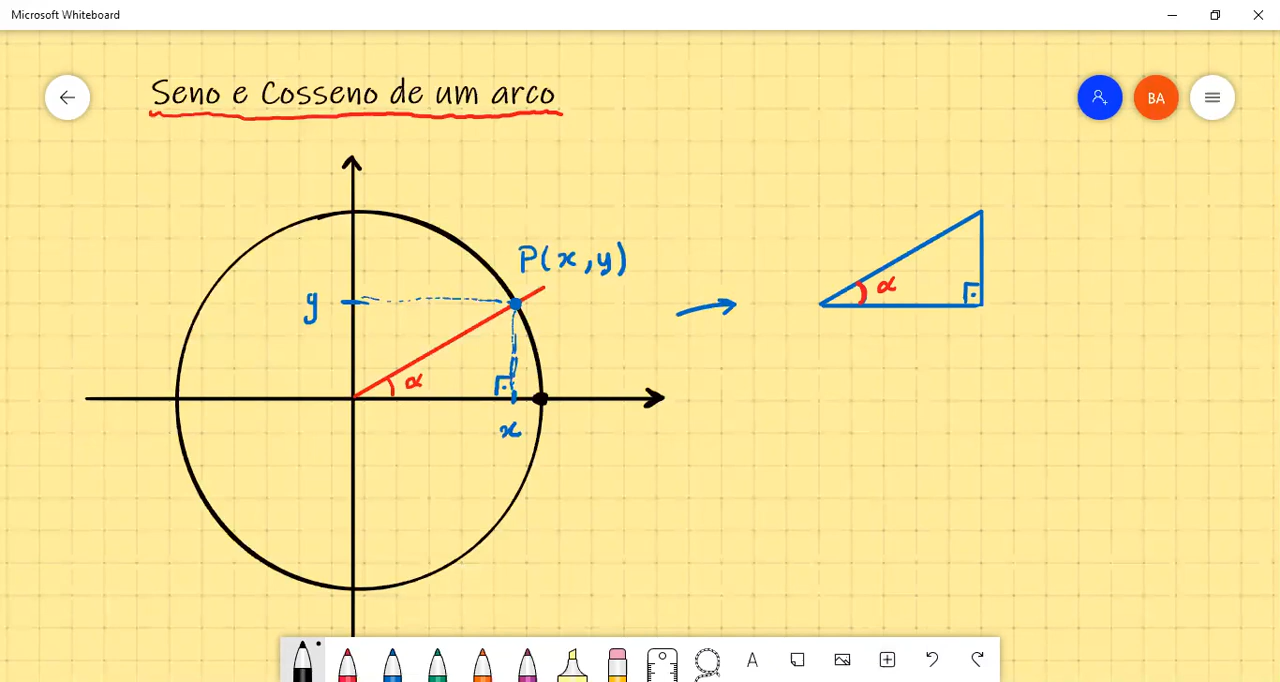 Microsoft Whiteboard
Seno e Cosseno de um arco
BA
P(x,y)
y
α
α
x
A